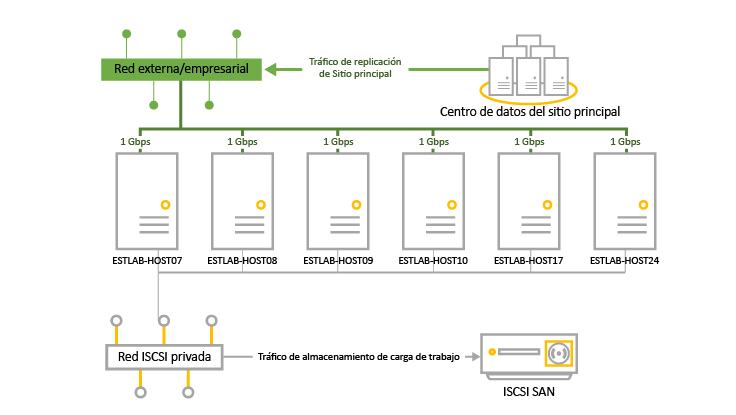 Red externa/empresarial
Tráfico de replicación
de Sitio principal
Centro de datos del sitio principal
1 Gbps
1 Gbps
1 Gbps
1 Gbps
1 Gbps
1 Gbps
ESTLAB-HOST07
ESTLAB-HOST08
ESTLAB-HOST09
ESTLAB-HOST10
ESTLAB-HOST17
ESTLAB-HOST24
Red ISCSI privada
Tráfico de almacenamiento de carga de trabajo
ISCSI SAN